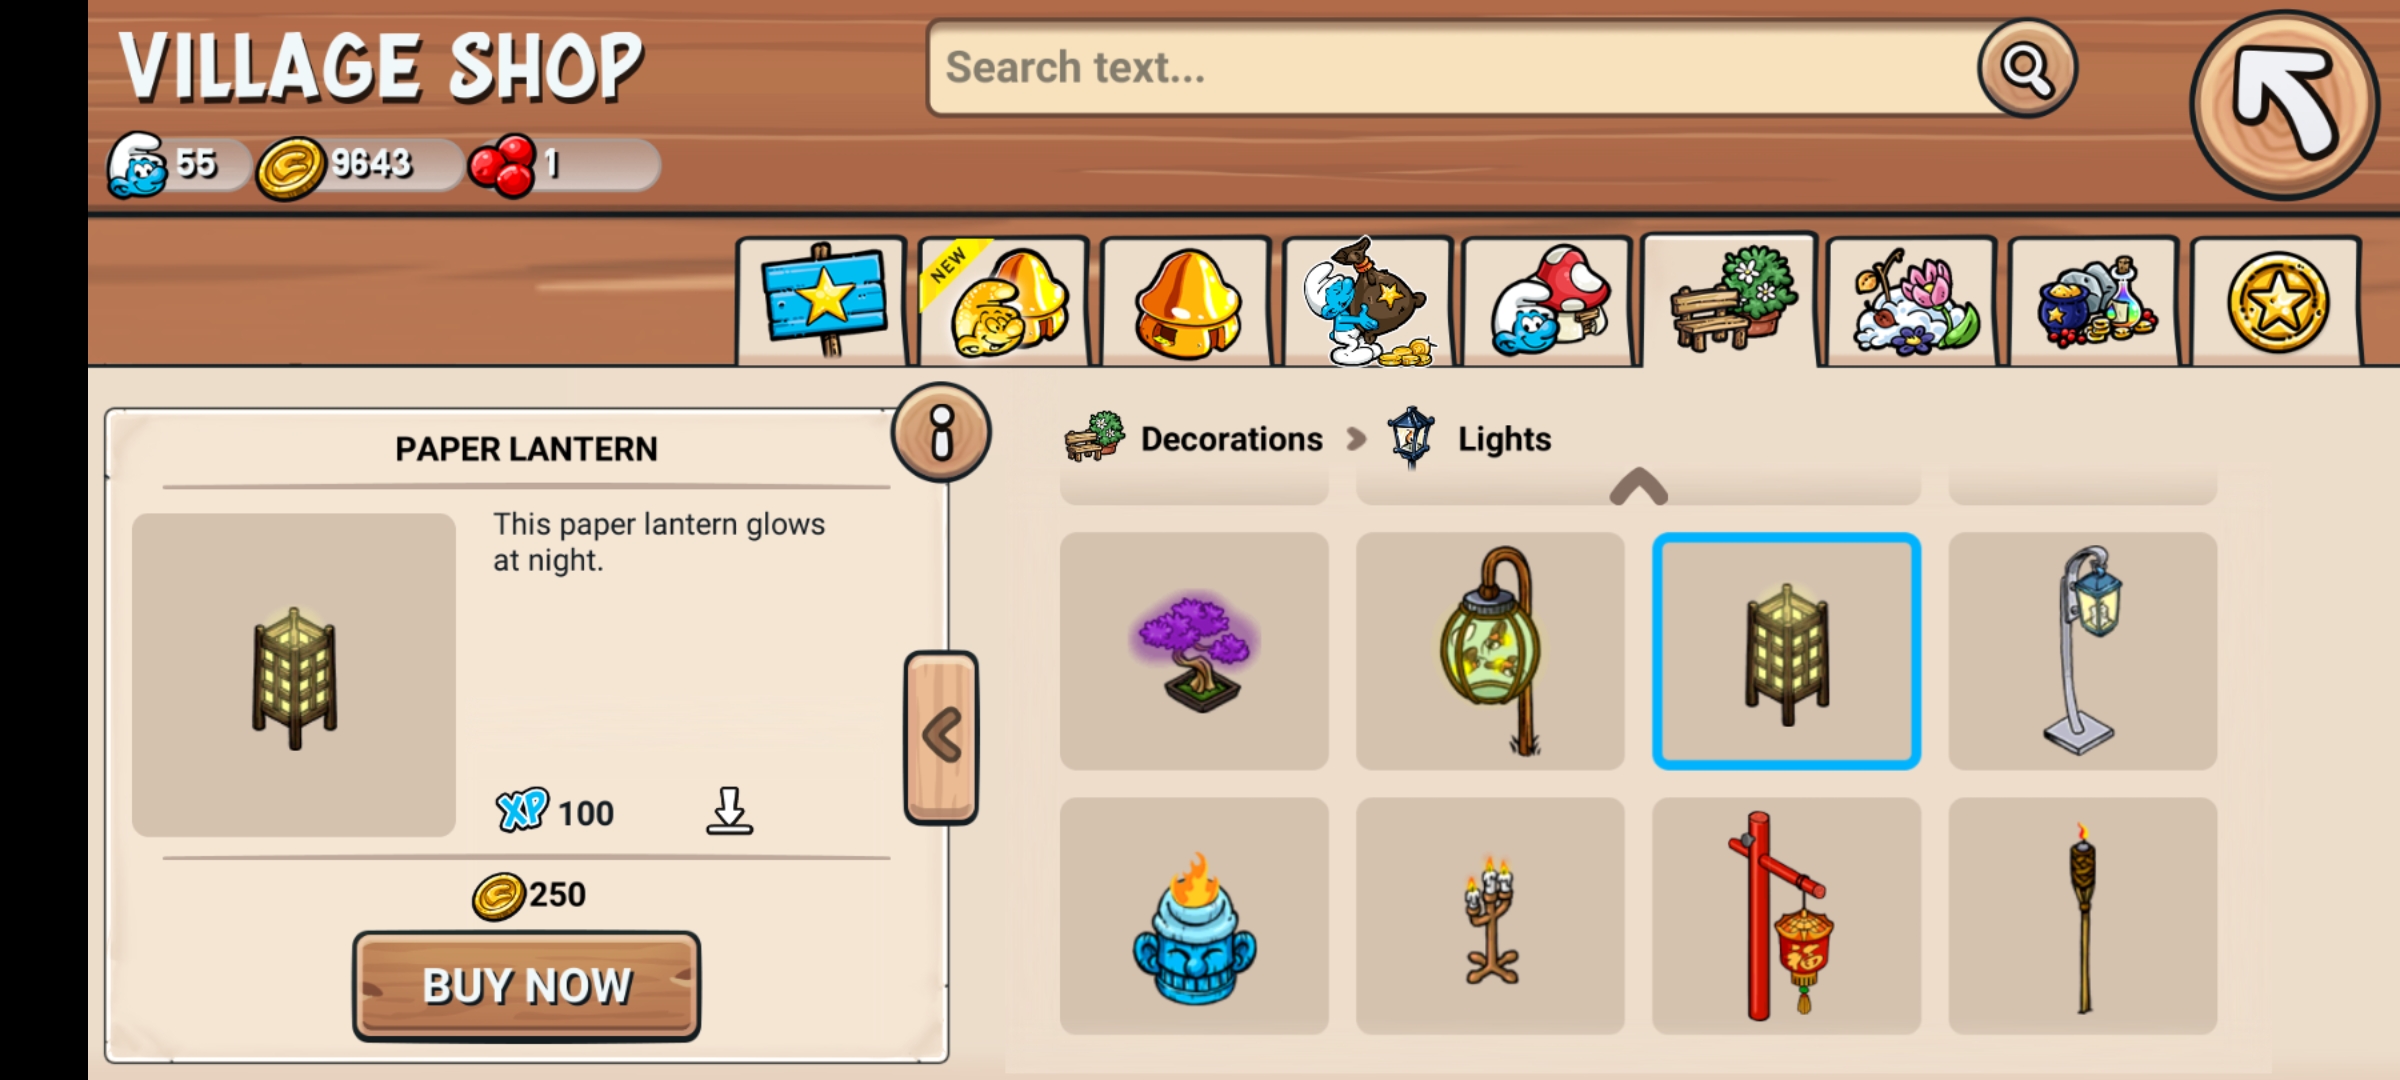 VILLAGE SHOP
Search text...
55
9643
1
NEW
PAPER LANTERN
This paper lantern glows
at night.
XP 100
250
BUY NOW
Decorations > Lights
福